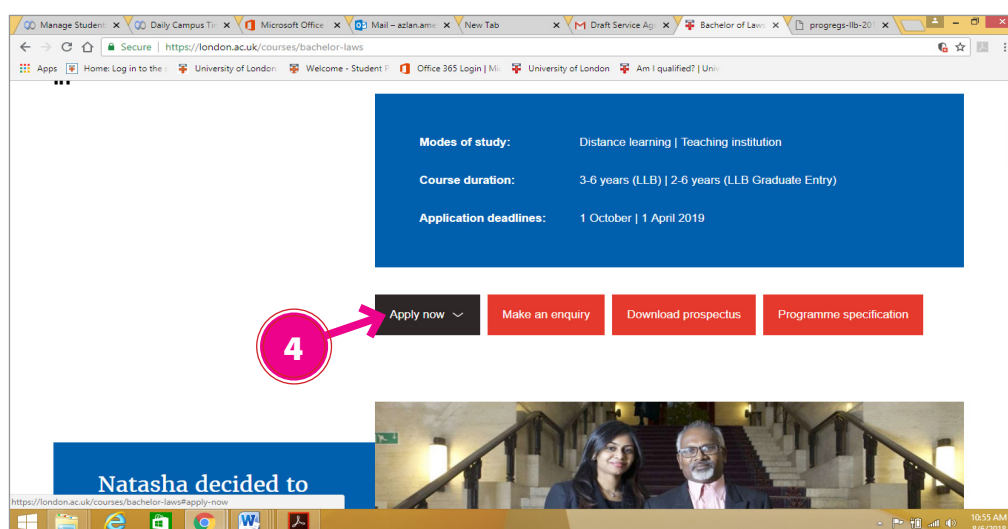 Manage Student
Daily Campus Tim
Microsoft Office
Mail – azlan.ame
New Tab
Draft Service Ag
Bachelor of Laws
progregs-llb-201
Secure | https://london.ac.uk/courses/bachelor-laws
Apps Home: Log in to the s University of London Welcome - Student P Office 365 Login | Mi University of London Am I qualified? | Univ
Modes of study: Distance learning | Teaching institution
Course duration: 3-6 years (LLB) | 2-6 years (LLB Graduate Entry)
Application deadlines: 1 October | 1 April 2019
Apply now Make an enquiry Download prospectus Programme specification
4
Natasha decided to
https://london.ac.uk/courses/bachelor-laws#apply-now
10:55 AM